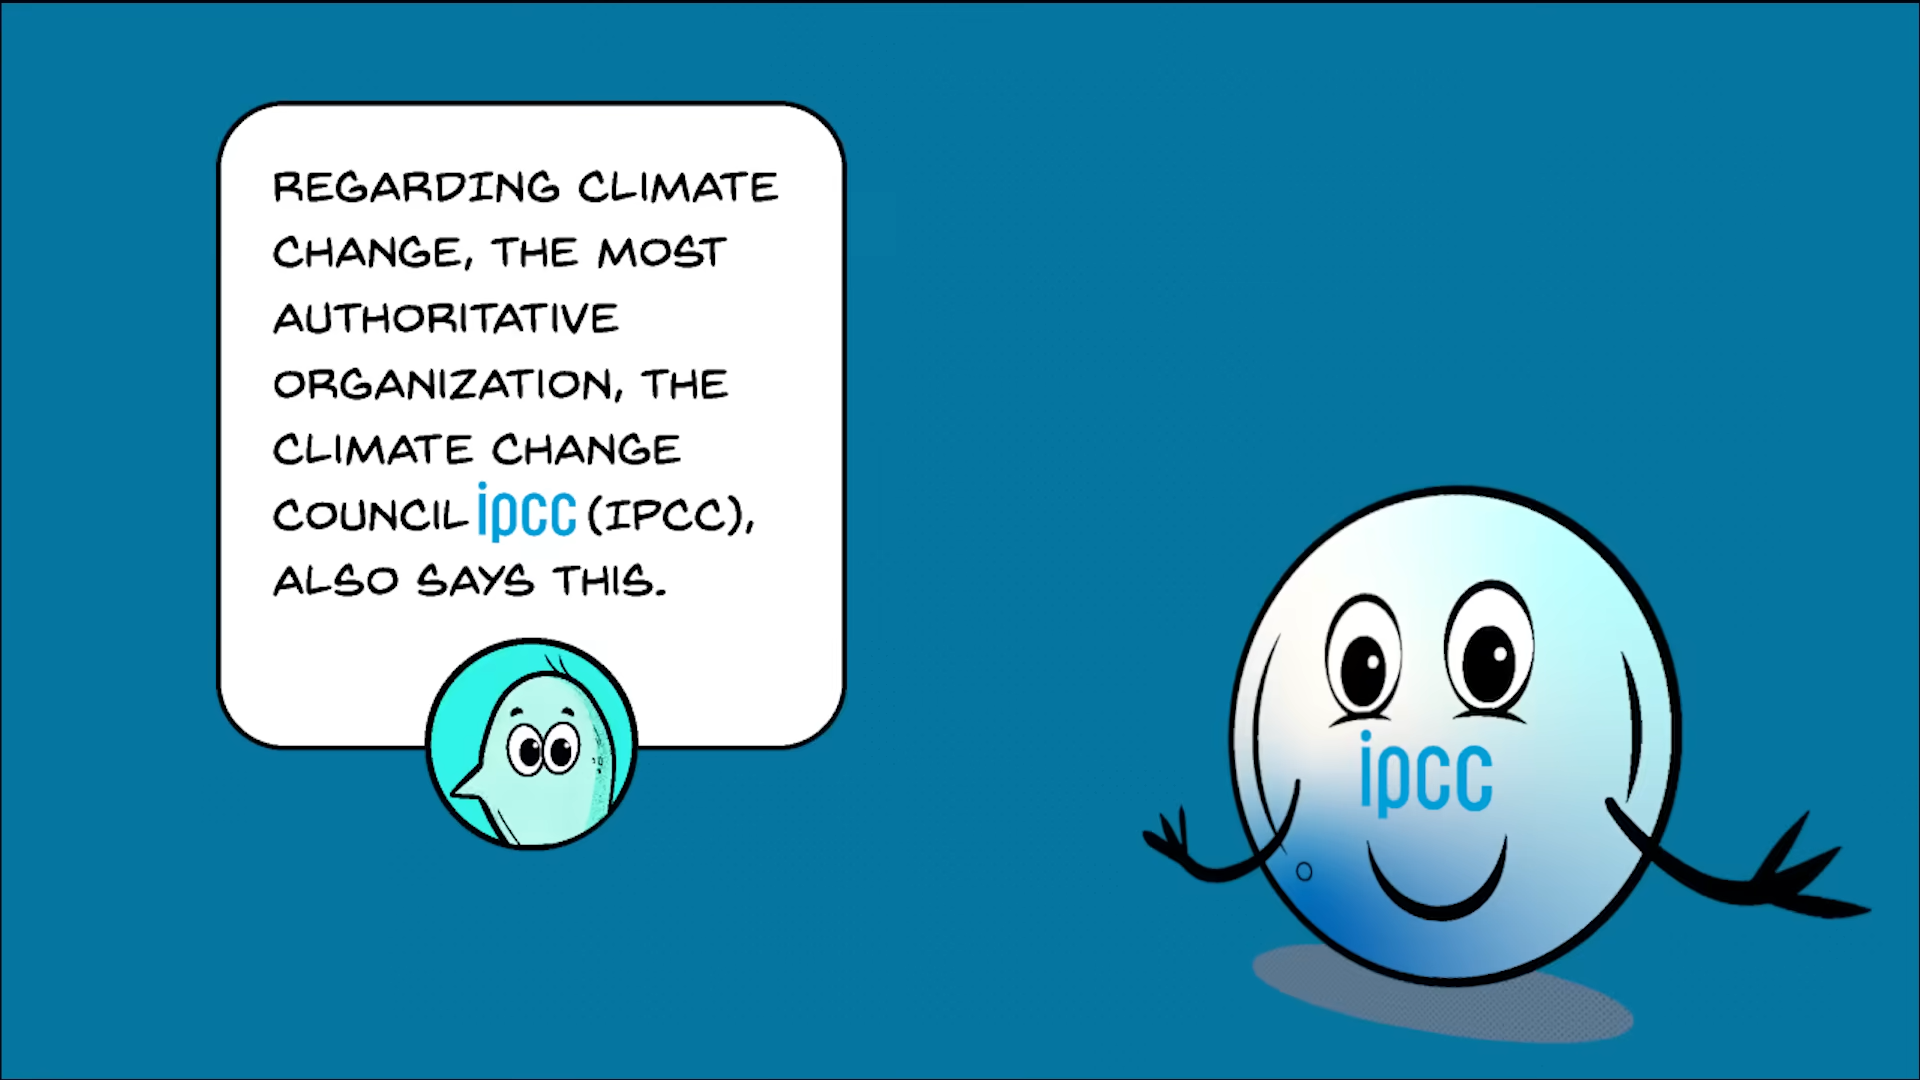 REGARDING CLIMATE
CHANGE, THE MOST
AUTHORITATIVE
ORGANIZATION, THE
CLIMATE CHANGE
COUNCIL ipcc (IPCC),
ALSO SAYS THIS.
ipcc